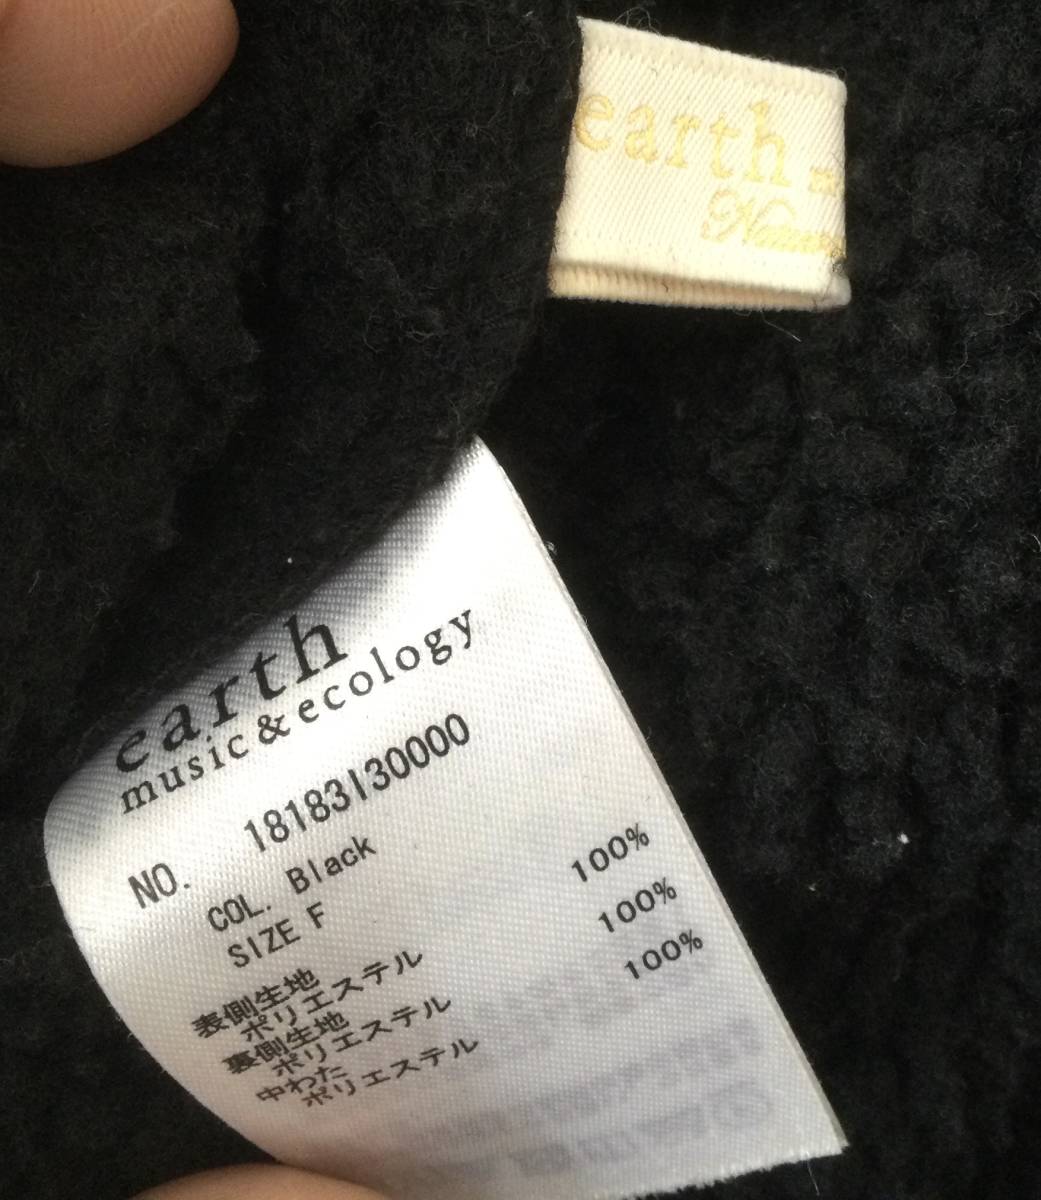 earth
earth
music & ecology
NO. 18183130000
COL. Black
SIZE F
表側生地
ポリエステル 100%
裏側生地
ポリエステル 100%
中わた
ポリエステル 100%